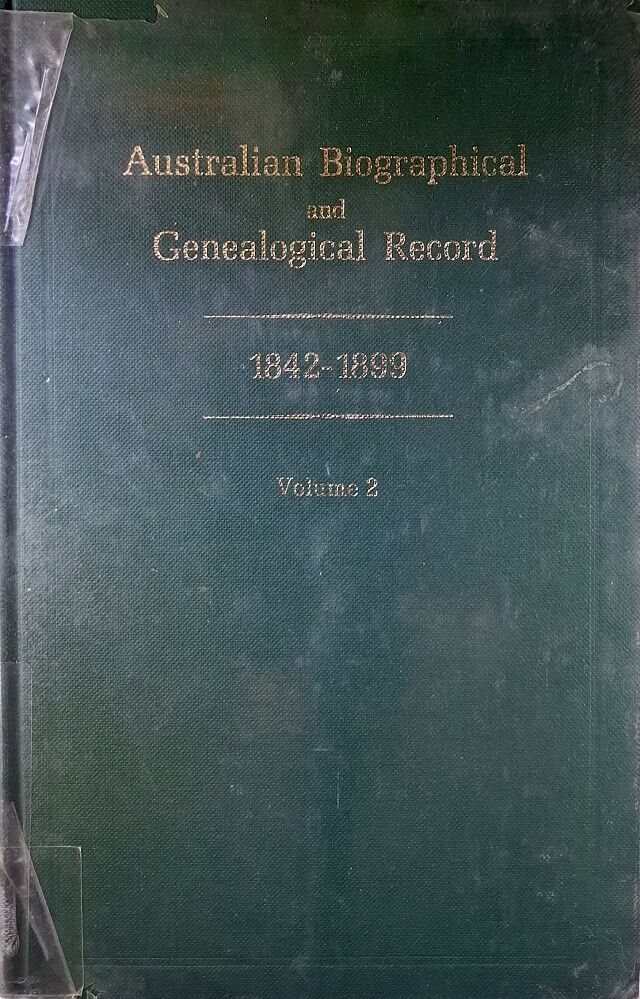 Australian Biographical
and
Genealogical Record
1842-1899
Volume 2